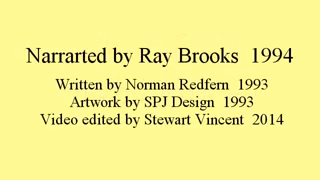 Narrarted by Ray Brooks  1994
Written by Norman Redfern  1993
Artwork by SPJ Design  1993
Video edited by Stewart Vincent  2014